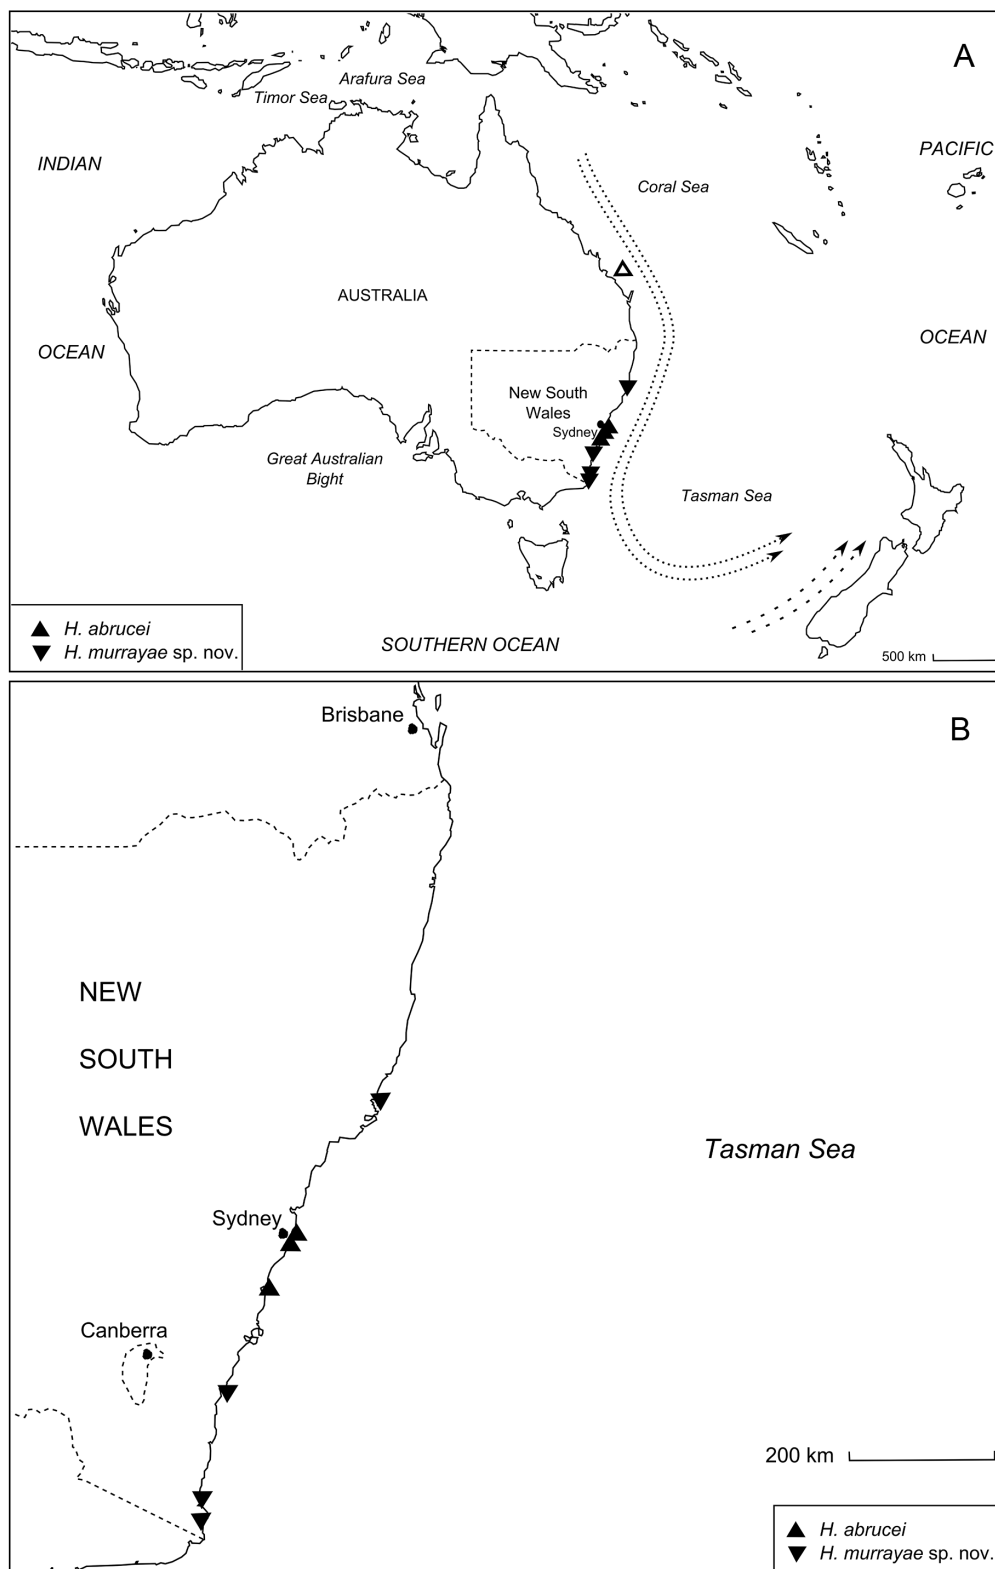 A
Arafura Sea
Timor Sea
INDIAN
PACIFIC
Coral Sea
AUSTRALIA
OCEAN
OCEAN
New South
Wales
Sydney
Great Australian
Bight
Tasman Sea
H. abrucei
H. murrayae sp. nov.
SOUTHERN OCEAN
500 km
Brisbane
B
NEW
SOUTH
WALES
Tasman Sea
Sydney
Canberra
200 km
H. abrucei
H. murrayae sp. nov.